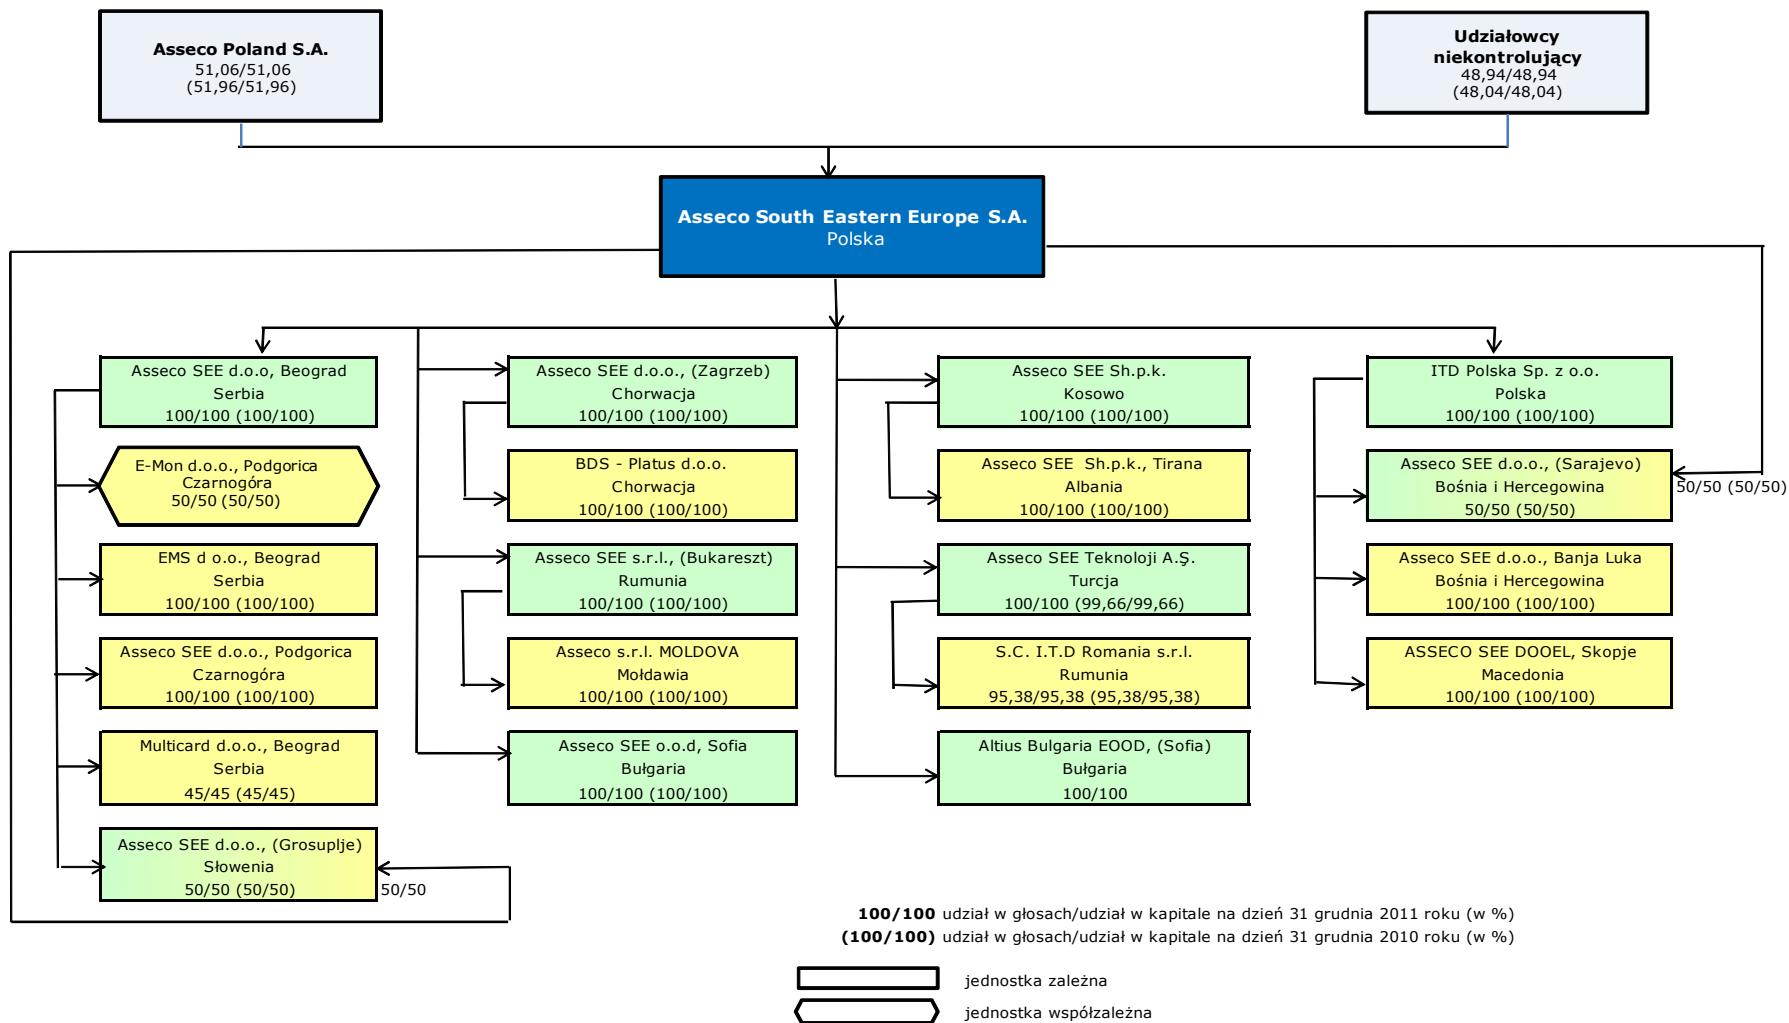 Asseco Poland S.A.
51,06/51,06
(51,96/51,96)
Udziałowcy
niekontrolujący
48,94/48,94
(48,04/48,04)
Asseco South Eastern Europe S.A.
Polska
Asseco SEE d.o.o, Beograd
Serbia
100/100 (100/100)
E-Mon d.o.o., Podgorica
Czarnogóra
50/50 (50/50)
EMS d o.o., Beograd
Serbia
100/100 (100/100)
Asseco SEE d.o.o., Podgorica
Czarnogóra
100/100 (100/100)
Multicard d.o.o., Beograd
Serbia
45/45 (45/45)
Asseco SEE d.o.o., (Grosuplje)
Słowenia
50/50 (50/50)
50/50
Asseco SEE d.o.o., (Zagrzeb)
Chorwacja
100/100 (100/100)
BDS - Platus d.o.o.
Chorwacja
100/100 (100/100)
Asseco SEE s.r.l., (Bukareszt)
Rumunia
100/100 (100/100)
Asseco s.r.l. MOLDOVA
Mołdawia
100/100 (100/100)
Asseco SEE o.o.d, Sofia
Bułgaria
100/100 (100/100)
Asseco SEE Sh.p.k.
Kosowo
100/100 (100/100)
Asseco SEE  Sh.p.k., Tirana
Albania
100/100 (100/100)
Asseco SEE Teknoloji A.Ş.
Turcja
100/100 (99,66/99,66)
S.C. I.T.D Romania s.r.l.
Rumunia
95,38/95,38 (95,38/95,38)
Altius Bulgaria EOOD, (Sofia)
Bułgaria
100/100
ITD Polska Sp. z o.o.
Polska
100/100 (100/100)
Asseco SEE d.o.o., (Sarajevo)
Bośnia i Hercegowina
50/50 (50/50)
50/50 (50/50)
Asseco SEE d.o.o., Banja Luka
Bośnia i Hercegowina
100/100 (100/100)
ASSECO SEE DOOEL, Skopje
Macedonia
100/100 (100/100)
100/100 udział w głosach/udział w kapitale na dzień 31 grudnia 2011 roku (w %)
(100/100) udział w głosach/udział w kapitale na dzień 31 grudnia 2010 roku (w %)
jednostka zależna
jednostka współzależna